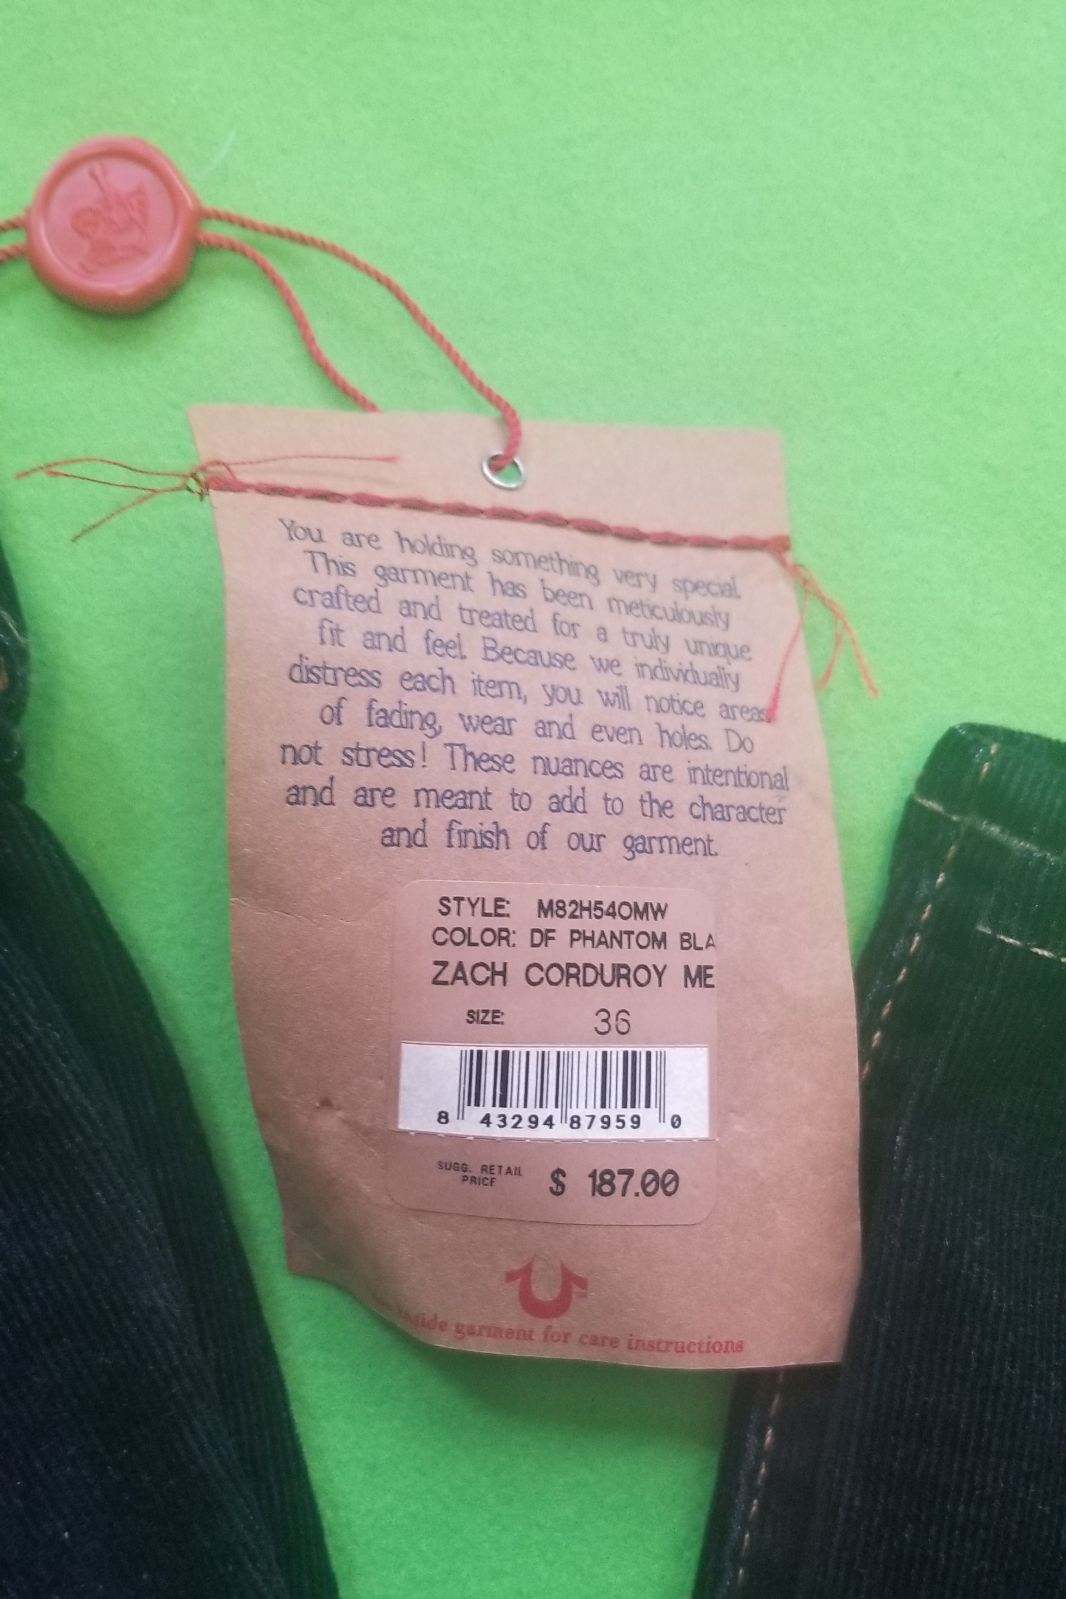 You are holding something very special.
This garment has been meticulously
crafted and treated for a truly unique
fit and feel. Because we individually
distress each item, you will notice areas
of fading, wear and even holes. Do
not stress! These nuances are intentional
and are meant to add to the character
and finish of our garment.
STYLE: M82H540MW
COLOR: DF PHANTOM BLA
ZACH CORDUROY ME
SIZE: 36
8 43294 87959 0
SUGG. RETAIL
PRICE $ 187.00
garment for care instructions